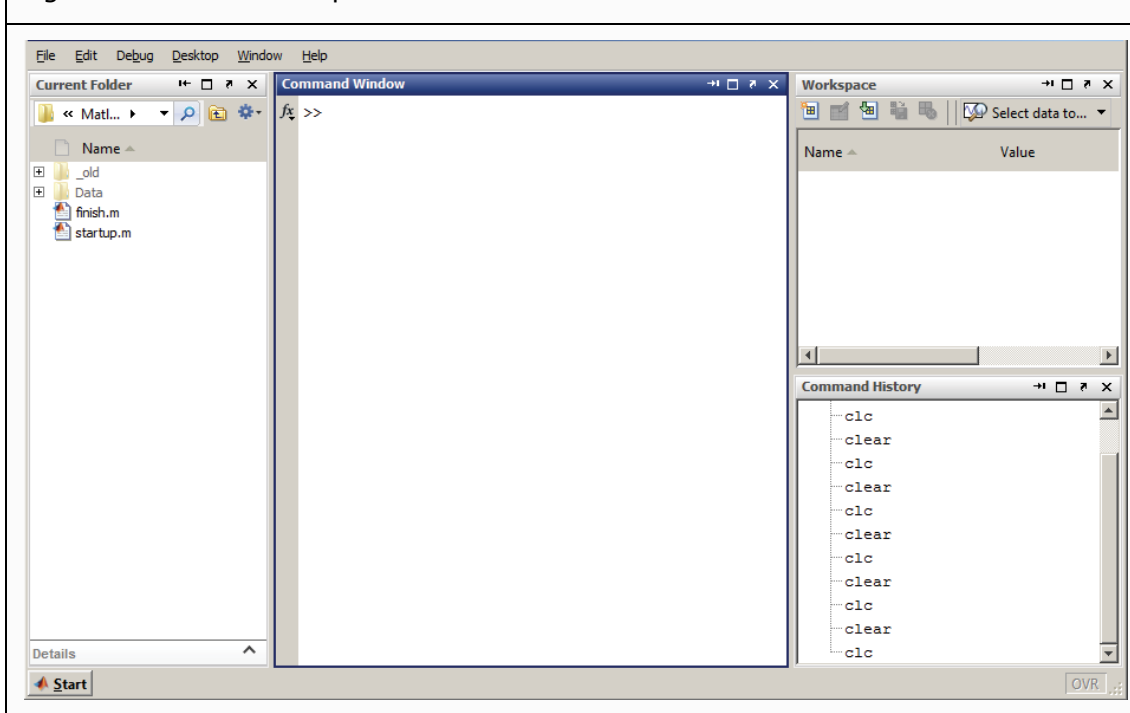 File Edit Debug Desktop Window Help
Current Folder
« Matl...
Name
_old
Data
finish.m
startup.m
Details
Command Window
fx >>
Workspace
Select data to...
Name Value
Command History
clc
clear
clc
clear
clc
clear
clc
clear
clc
clear
clc
Start
OVR